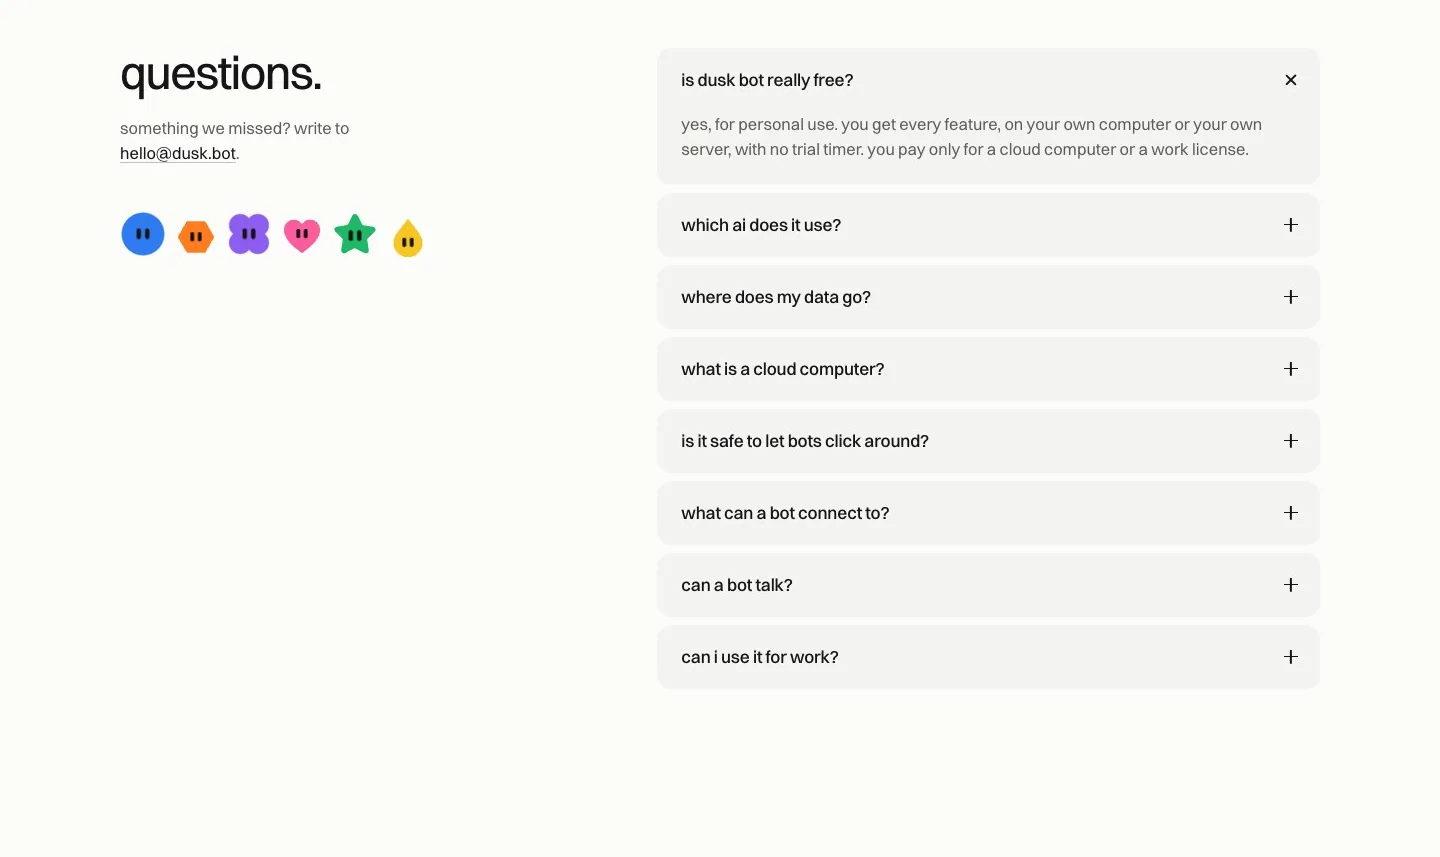 questions.
something we missed? write to
hello@dusk.bot.
is dusk bot really free?
yes, for personal use. you get every feature, on your own computer or your own
server, with no trial timer. you pay only for a cloud computer or a work license.
which ai does it use?
where does my data go?
what is a cloud computer?
is it safe to let bots click around?
what can a bot connect to?
can a bot talk?
can i use it for work?